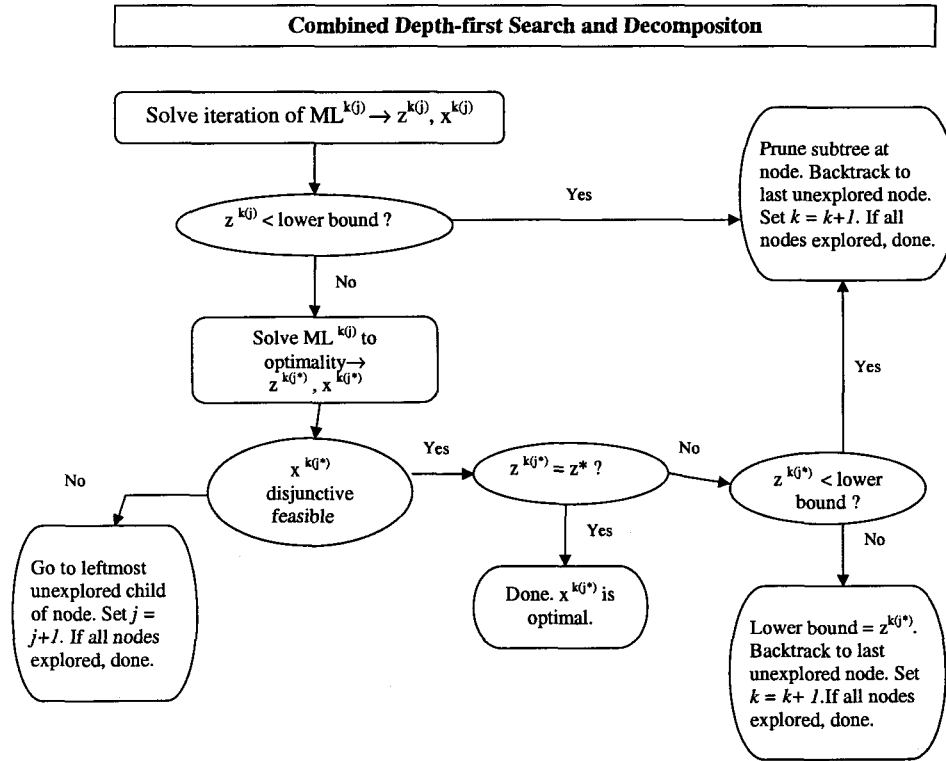 Combined Depth-first Search and Decompositon
Solve iteration of ML^k(j) → z^k(j), x^k(j)
Prune subtree at
node. Backtrack to
last unexplored node.
Set k = k+1. If all
nodes explored, done.
Yes
z^k(j) < lower bound ?
No
Solve ML^k(j) to
optimality→
z^k(j*), x^k(j*)
Yes
x^k(j*)
disjunctive
feasible
Yes
z^k(j*) = z* ?
No
z^k(j*) < lower
bound ?
No
Yes
No
Go to leftmost
unexplored child
of node. Set j =
j+1. If all nodes
explored, done.
Done. x^k(j*) is
optimal.
Lower bound = z^k(j*).
Backtrack to last
unexplored node. Set
k = k+ 1.If all nodes
explored, done.